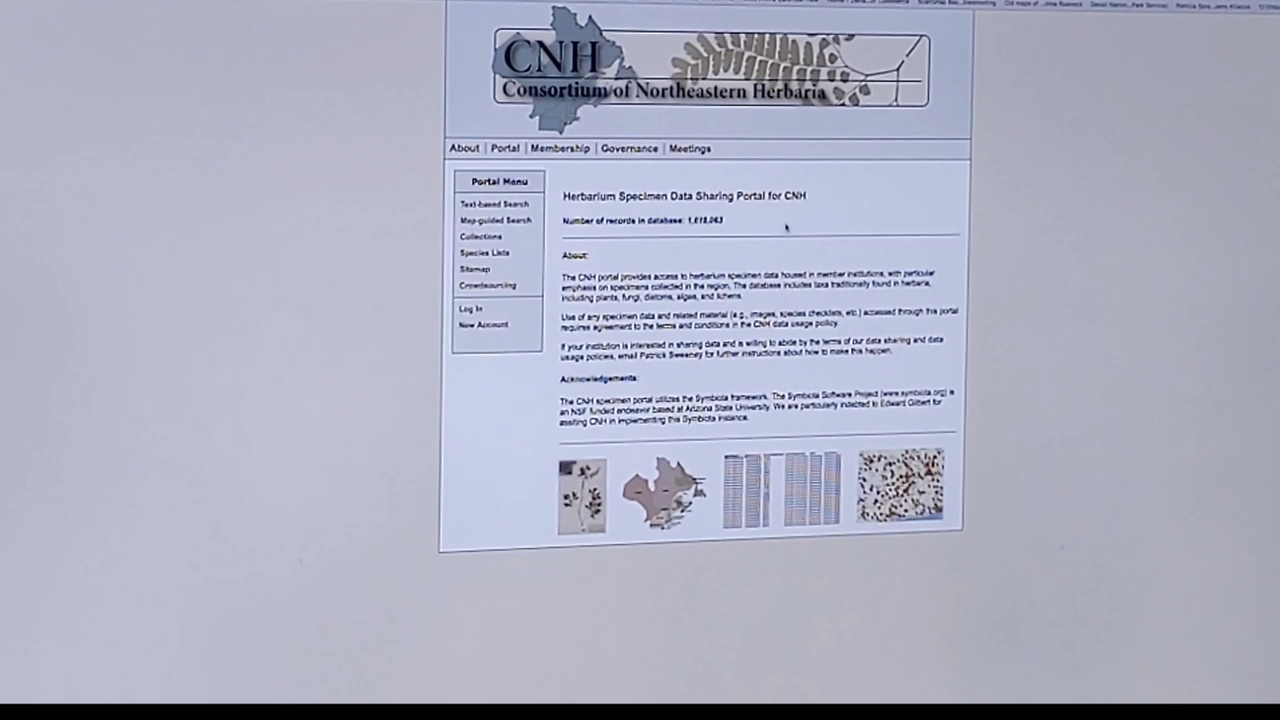 CNH
Consortium of Northeastern Herbaria
About | Portal | Membership | Governance | Meetings
Portal Menu
Text-based Search
Map-guided Search
Collections
Species Lists
Sitemap
Crowdsourcing
Log In
New Account
Herbarium Specimen Data Sharing Portal for CNH
Number of records in database:
About:
The CNH portal provides access to herbarium specimen data housed in member institutions, with particular
emphasis on specimens collected in the region. The database includes taxa traditionally found in herbaria,
including plants, fungi, diatoms, algae, and lichens.
Use of any specimen data and related material (e.g., images, species checklists, etc.) accessed through this portal
requires agreement to the terms and conditions in the CNH data usage policy.
If your institution is interested in sharing data and is willing to abide by the terms of our data sharing and data
usage policies, email Patrick Sweeney for further instructions about how to make this happen.
Acknowledgements:
The CNH specimen portal utilizes the Symbiota framework. The Symbiota Software Project (www.symbiota.org) is
an NSF funded endeavor based at Arizona State University. We are particularly indebted to Edward Gilbert for
assiting CNH in implementing this Symbiota instance.